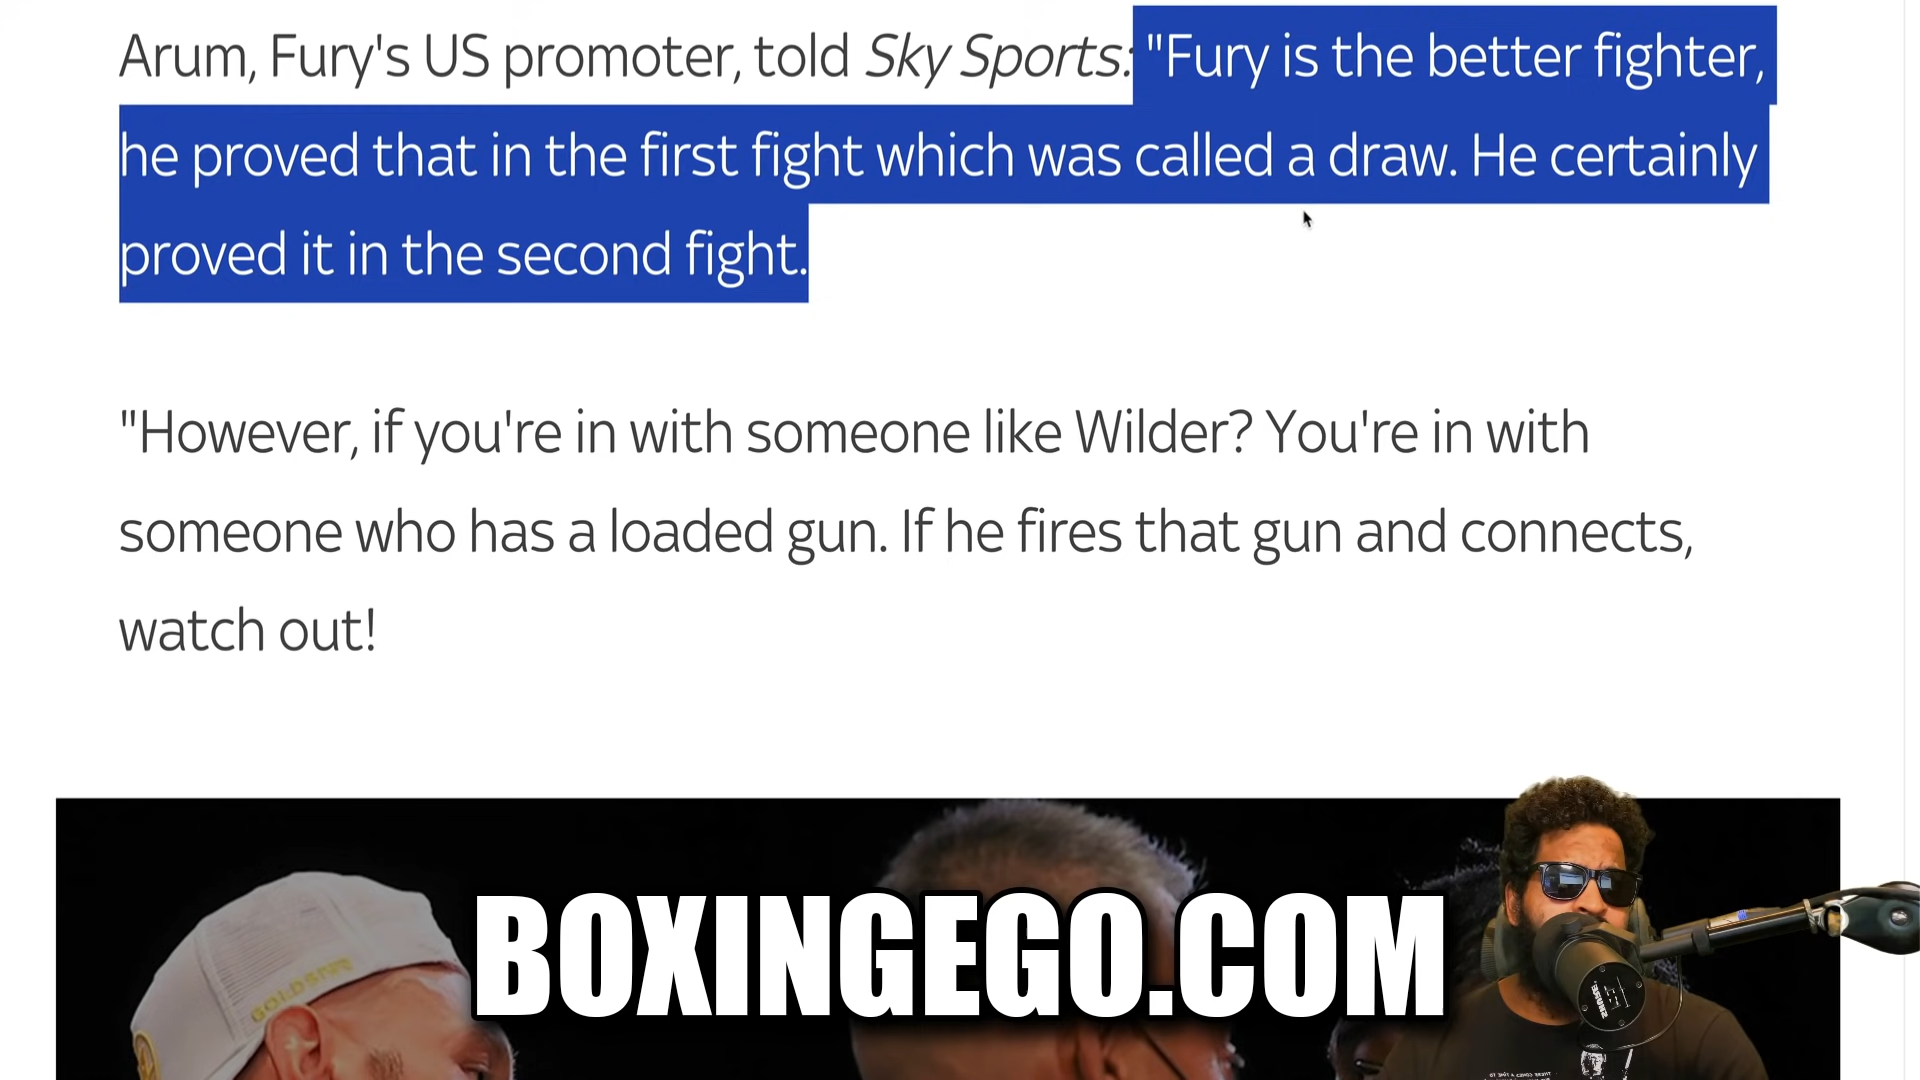 Arum, Fury's US promoter, told Sky Sports: "Fury is the better fighter,
he proved that in the first fight which was called a draw. He certainly
proved it in the second fight.
"However, if you're in with someone like Wilder? You're in with
someone who has a loaded gun. If he fires that gun and connects,
watch out!
GOLDSIVE
BOXINGEGO.COM
SHURE